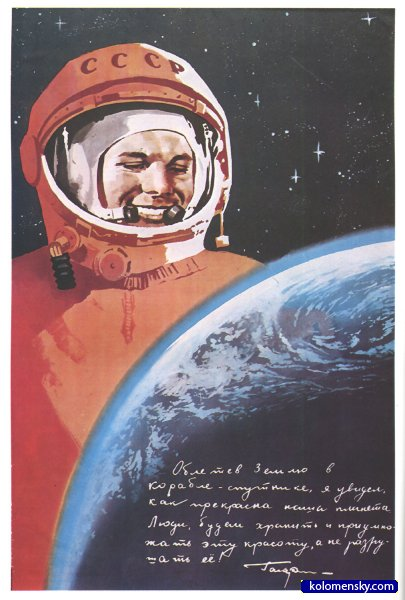 СССР
Облетев Землю в
корабле-спутнике, я увидел,
как прекрасна наша планета.
Люди, будем хранить и приумно-
жать эту красоту, а не разру-
шать её!
Гагарин
kolomensky.com